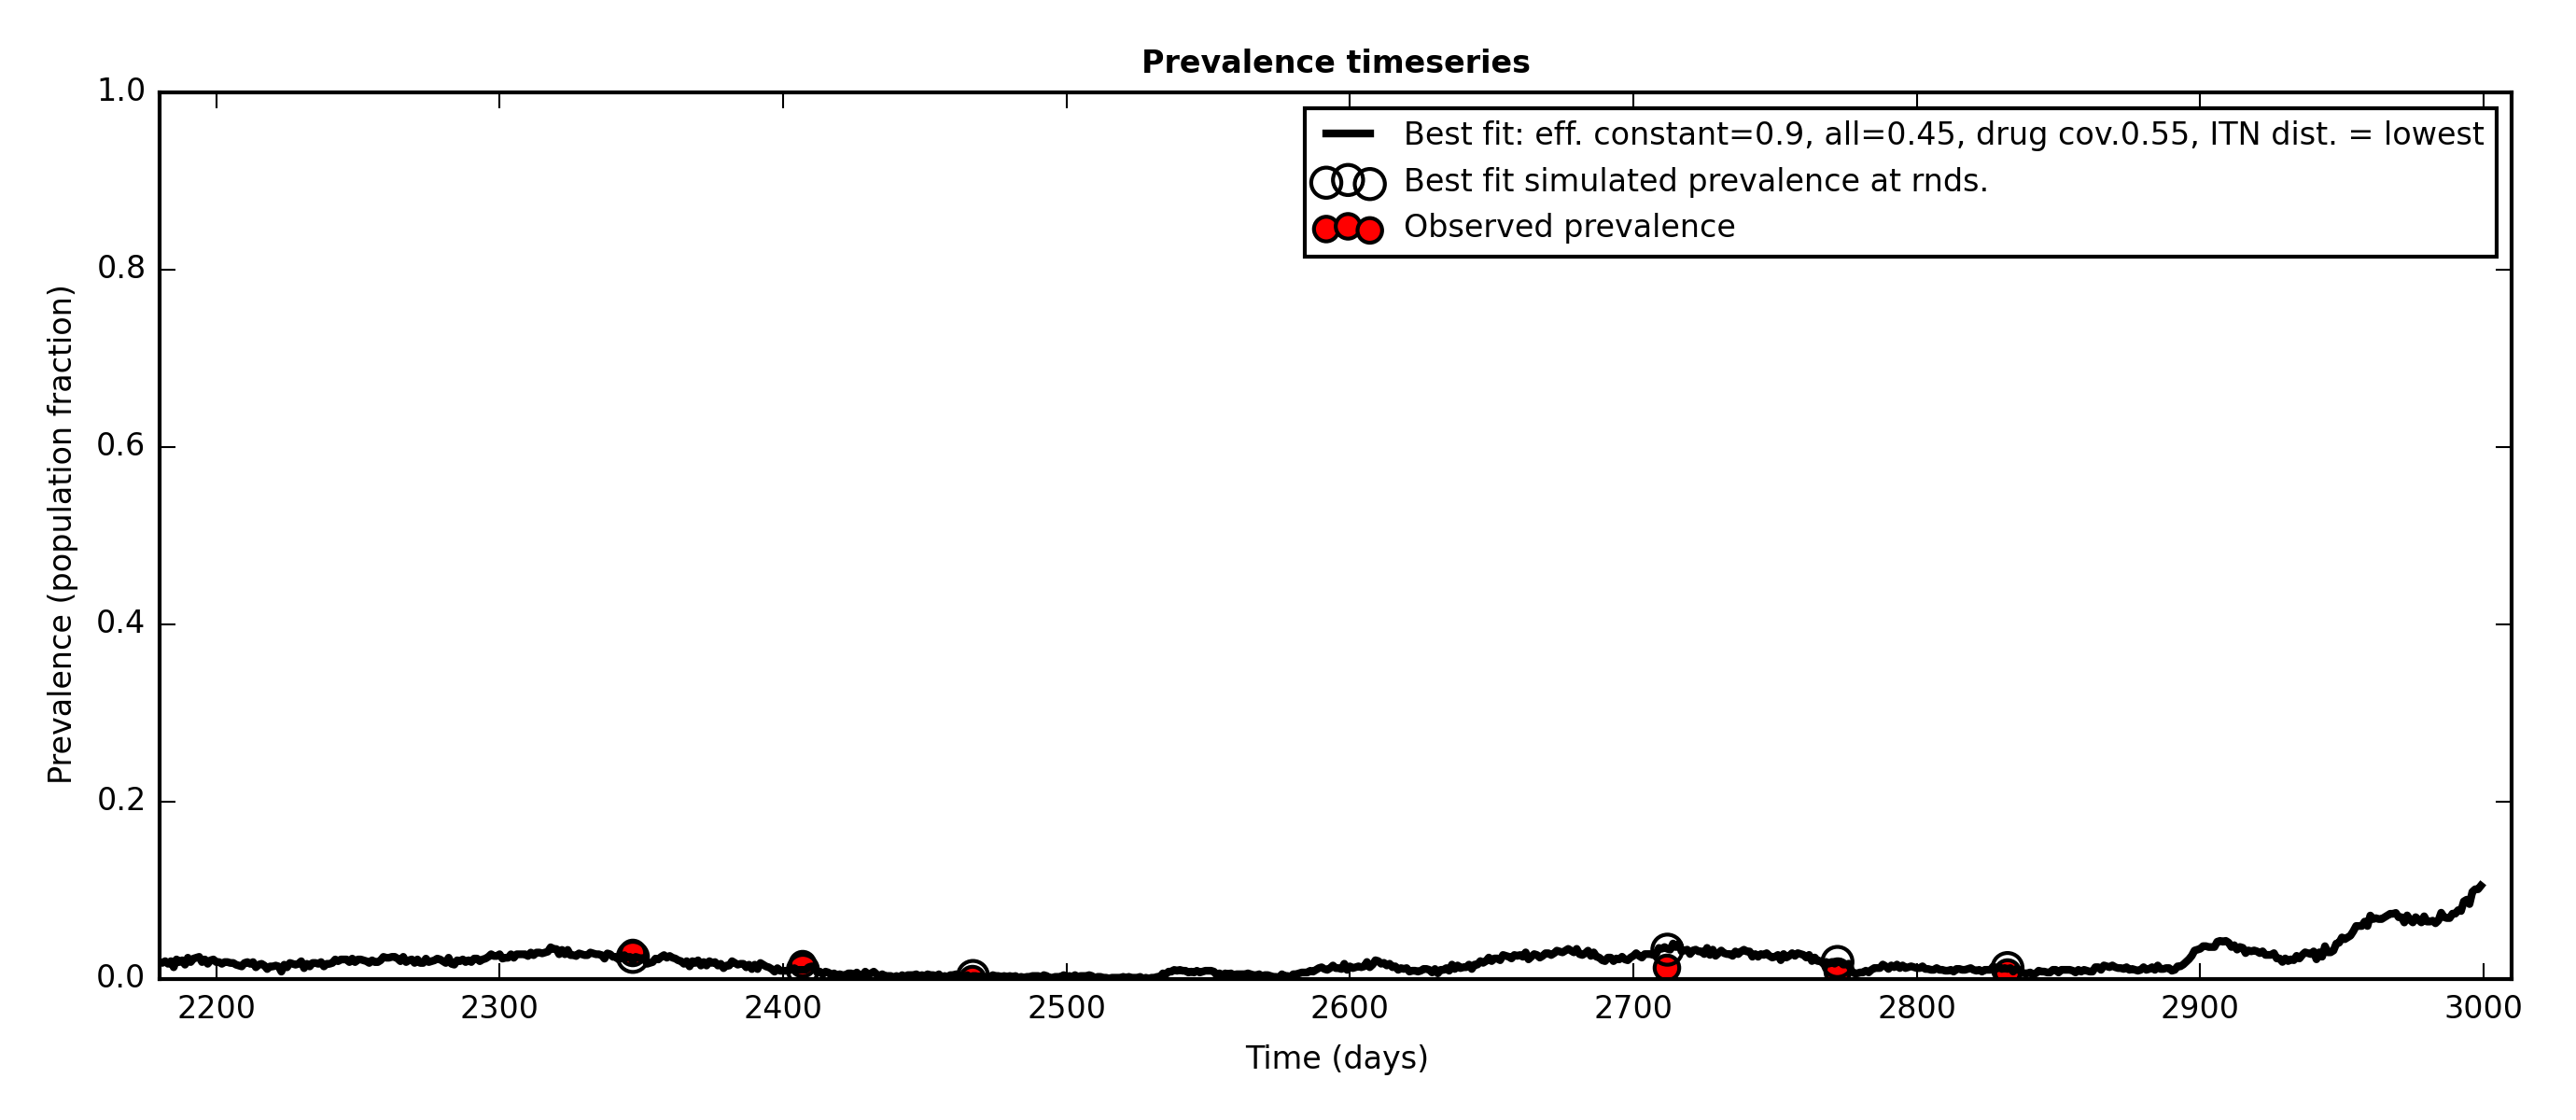 Prevalence timeseries
1.0
0.8
0.6
0.4
0.2
0.0
Prevalence (population fraction)
Best fit: eff. constant=0.9, all=0.45, drug cov.0.55, ITN dist. = lowest
Best fit simulated prevalence at rnds.
Observed prevalence
2200 2300 2400 2500 2600 2700 2800 2900 3000
Time (days)